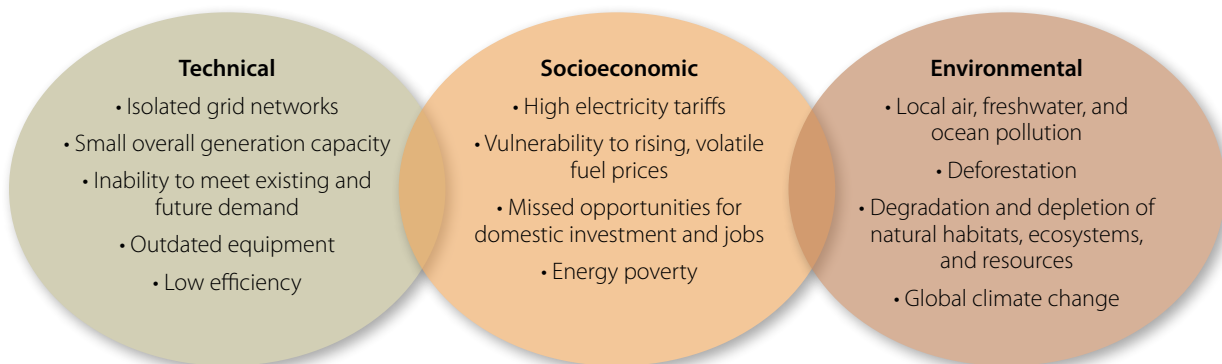 Technical
• Isolated grid networks
• Small overall generation capacity
• Inability to meet existing and
future demand
• Outdated equipment
• Low efficiency
Socioeconomic
• High electricity tariffs
• Vulnerability to rising, volatile
fuel prices
• Missed opportunities for
domestic investment and jobs
• Energy poverty
Environmental
• Local air, freshwater, and
ocean pollution
• Deforestation
• Degradation and depletion of
natural habitats, ecosystems,
and resources
• Global climate change